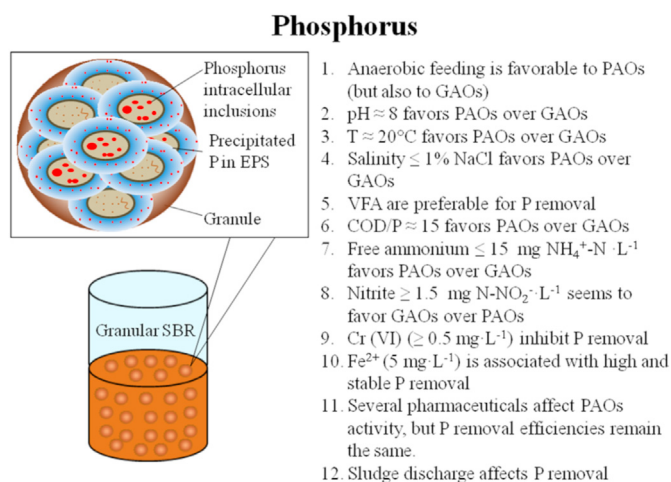 Phosphorus
Phosphorus
intracellular
inclusions
Precipitated
P in EPS
Granule
Granular SBR
1. Anaerobic feeding is favorable to PAOs
(but also to GAOs)
2. pH ≈ 8 favors PAOs over GAOs
3. T ≈ 20°C favors PAOs over GAOs
4. Salinity ≤ 1% NaCl favors PAOs over
GAOs
5. VFA are preferable for P removal
6. COD/P ≈ 15 favors PAOs over GAOs
7. Free ammonium ≤ 15 mg NH₄⁺-N ·L⁻¹
favors PAOs over GAOs
8. Nitrite ≥ 1.5 mg N-NO₂⁻·L⁻¹ seems to
favor GAOs over PAOs
9. Cr (VI) (≥ 0.5 mg·L⁻¹) inhibit P removal
10. Fe²⁺ (5 mg·L⁻¹) is associated with high and
stable P removal
11. Several pharmaceuticals affect PAOs
activity, but P removal efficiencies remain
the same.
12. Sludge discharge affects P removal